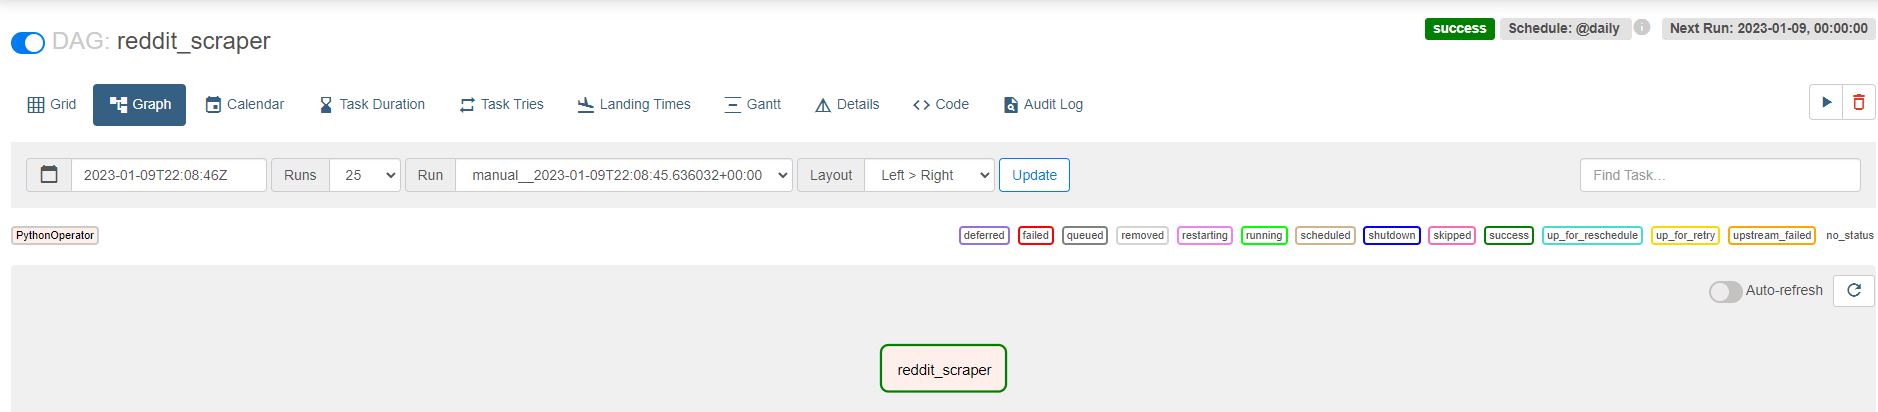 DAG: reddit_scraper
success
Schedule: @daily
Next Run: 2023-01-09, 00:00:00
Grid
Graph
Calendar
Task Duration
Task Tries
Landing Times
Gantt
Details
Code
Audit Log
2023-01-09T22:08:46Z
Runs
25
Run
manual__2023-01-09T22:08:45.636032+00:00
Layout
Left > Right
Update
Find Task...
PythonOperator
deferred
failed
queued
removed
restarting
running
scheduled
shutdown
skipped
success
up_for_reschedule
up_for_retry
upstream_failed
no_status
Auto-refresh
reddit_scraper